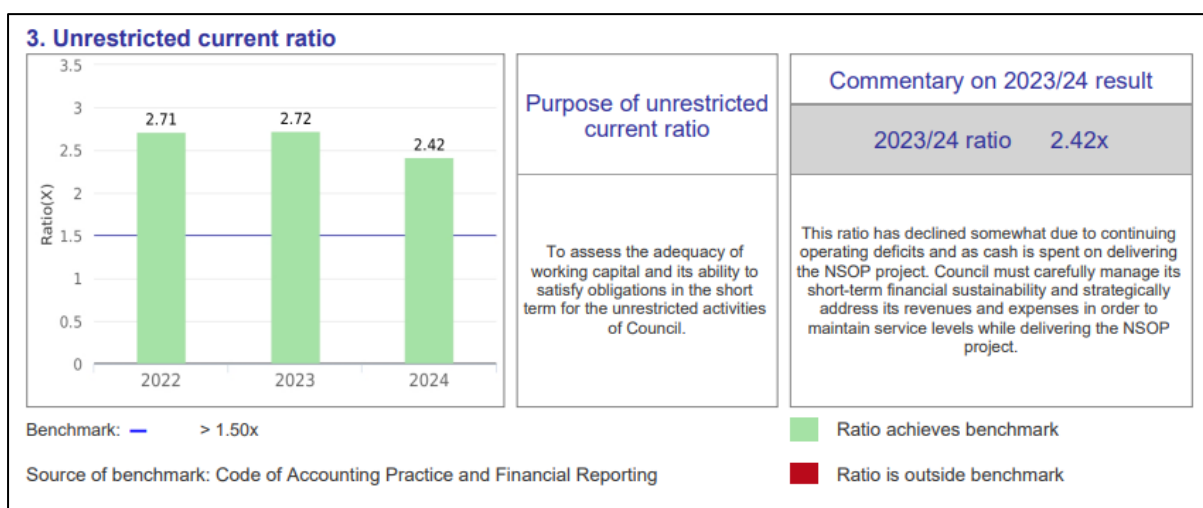 3. Unrestricted current ratio
3.5
3
2.5
2
1.5
1
0.5
0
Ratio(X)
2.71
2.72
2.42
2022
2023
2024
Purpose of unrestricted
current ratio
To assess the adequacy of
working capital and its ability to
satisfy obligations in the short
term for the unrestricted activities
of Council.
Commentary on 2023/24 result
2023/24 ratio 2.42x
This ratio has declined somewhat due to continuing
operating deficits and as cash is spent on delivering
the NSOP project. Council must carefully manage its
short-term financial sustainability and strategically
address its revenues and expenses in order to
maintain service levels while delivering the NSOP
project.
Benchmark: > 1.50x
Source of benchmark: Code of Accounting Practice and Financial Reporting
Ratio achieves benchmark
Ratio is outside benchmark